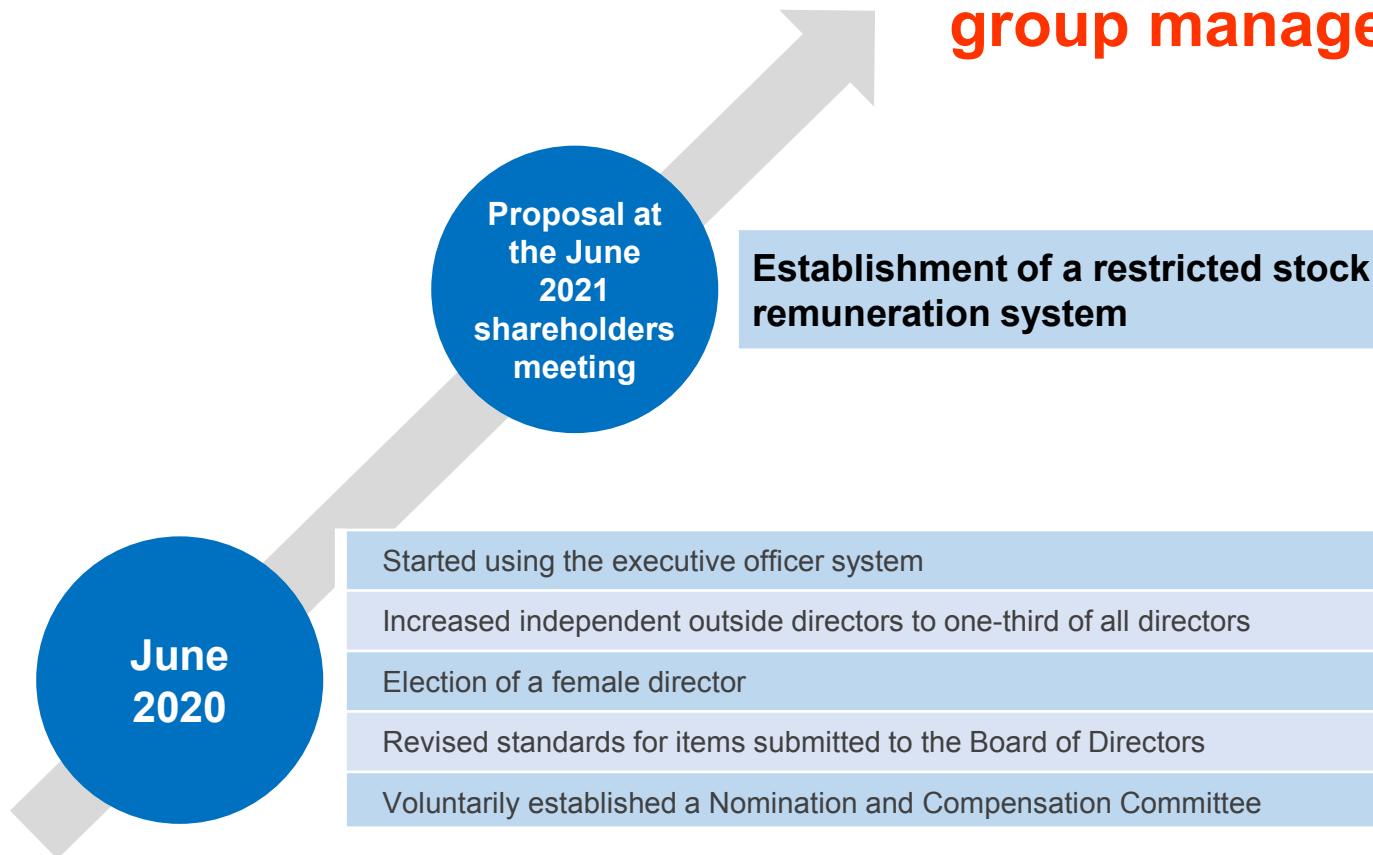 group manage
Proposal at
the June
2021
shareholders
meeting
Establishment of a restricted stock
remuneration system
June
2020
Started using the executive officer system
Increased independent outside directors to one-third of all directors
Election of a female director
Revised standards for items submitted to the Board of Directors
Voluntarily established a Nomination and Compensation Committee